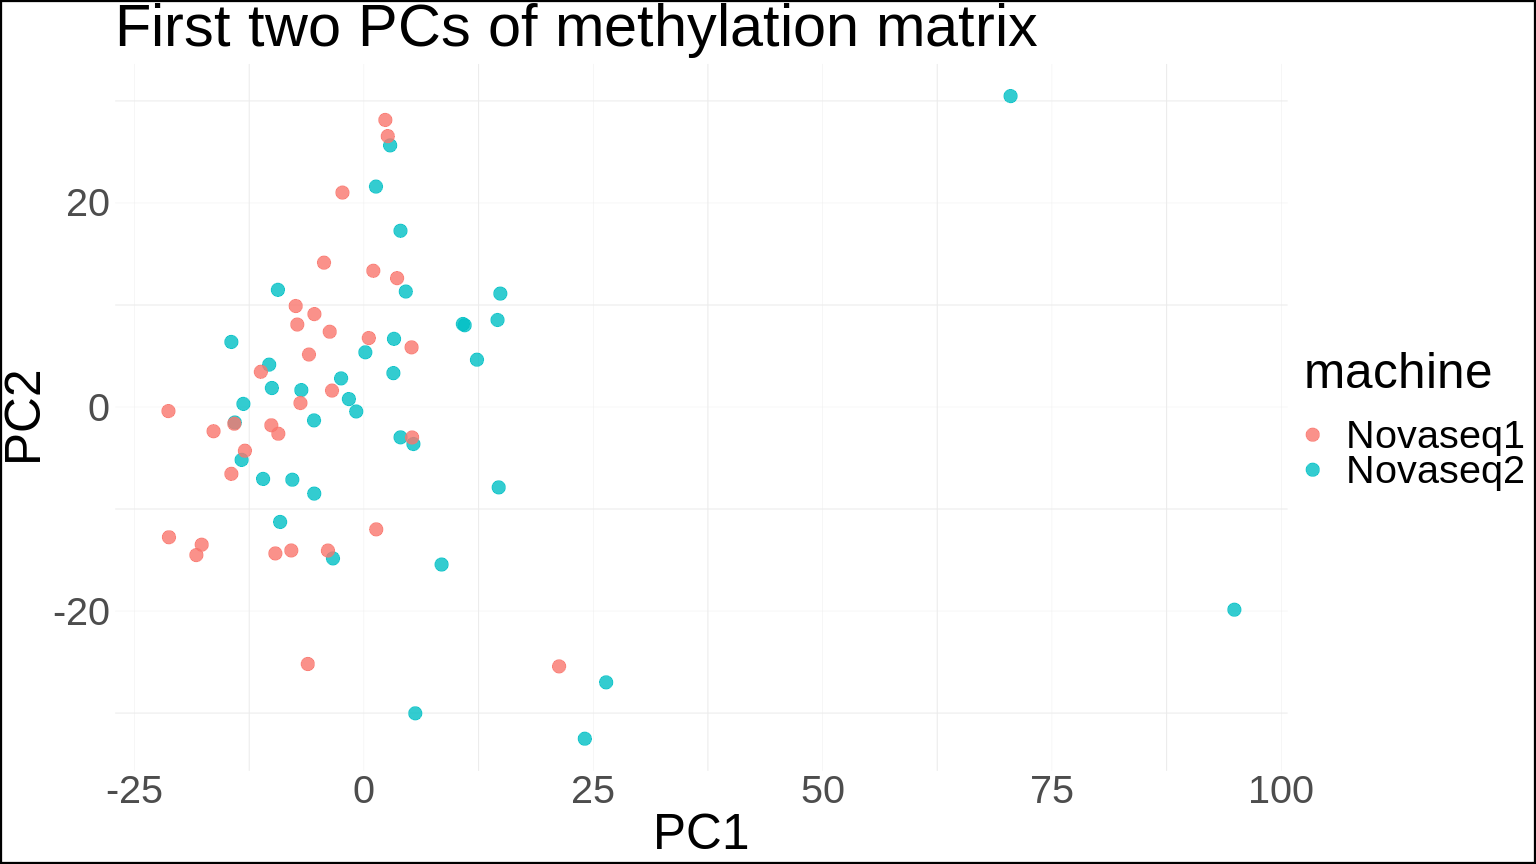 First two PCs of methylation matrix
20
0
-20
PC2
-25 0 25 50 75 100
PC1
machine
Novaseq1
Novaseq2